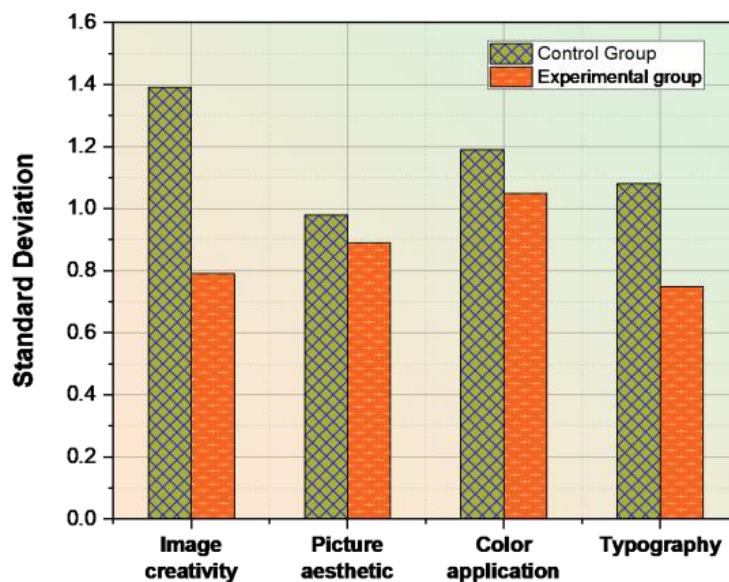 1.6
1.4
1.2
1.0
0.8
0.6
0.4
0.2
0.0
Standard Deviation
Control Group
Experimental group
Image
creativity
Picture
aesthetic
Color
application
Typography